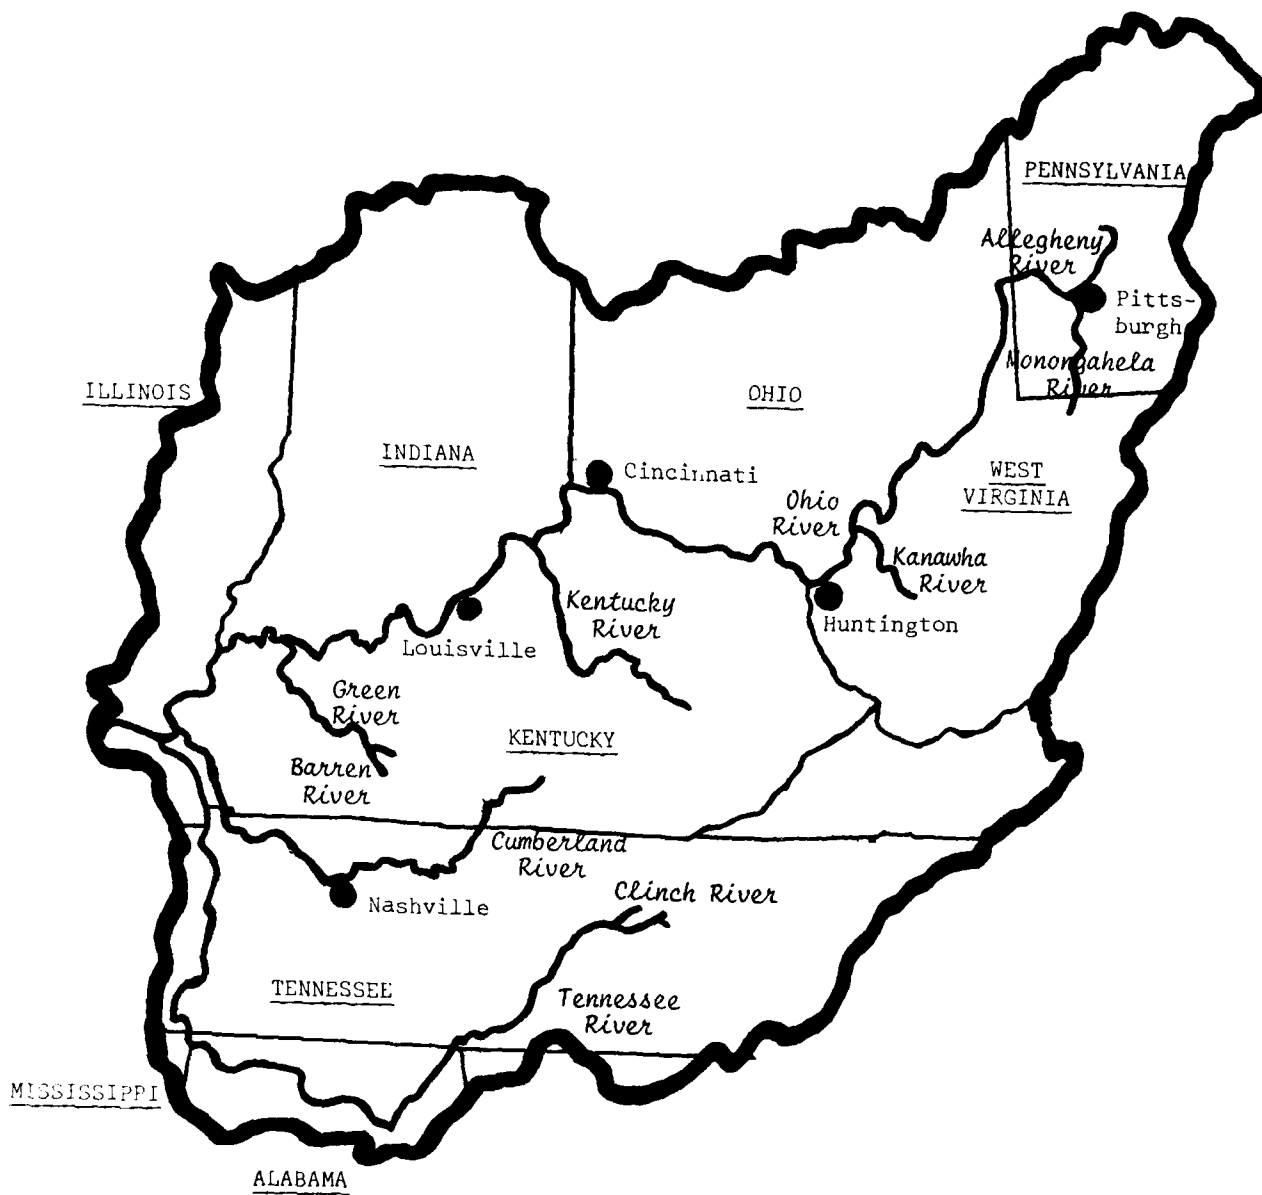 PENNSYLVANIA
Allegheny
River
Pitts-
burgh
Monongahela
River
ILLINOIS
OHIO
INDIANA
Cincinnati
WEST
VIRGINIA
Ohio
River
Kanawha
River
Kentucky
River
Huntington
Louisville
Green
River
KENTUCKY
Barren
River
Cumberland
River
Clinch River
Nashville
TENNESSEE
Tennessee
River
MISSISSIPPI
ALABAMA